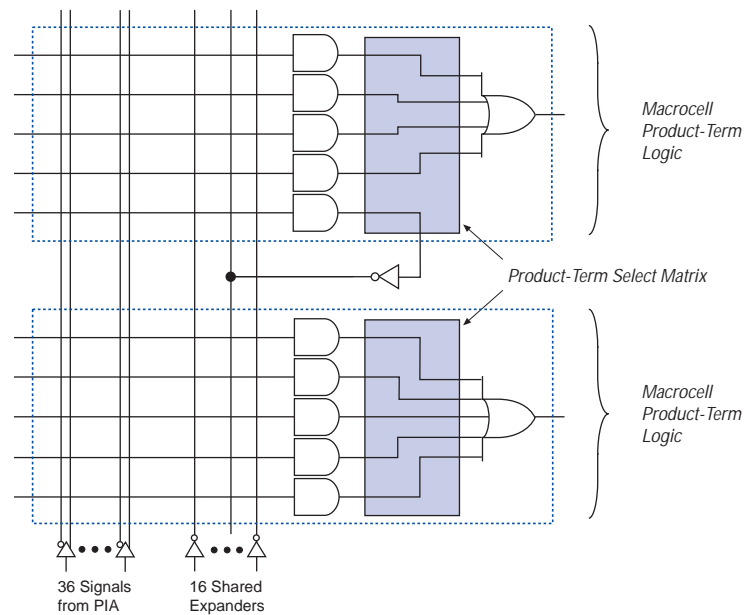 Macrocell
Product-Term
Logic
Product-Term Select Matrix
Macrocell
Product-Term
Logic
36 Signals
from PIA
16 Shared
Expanders